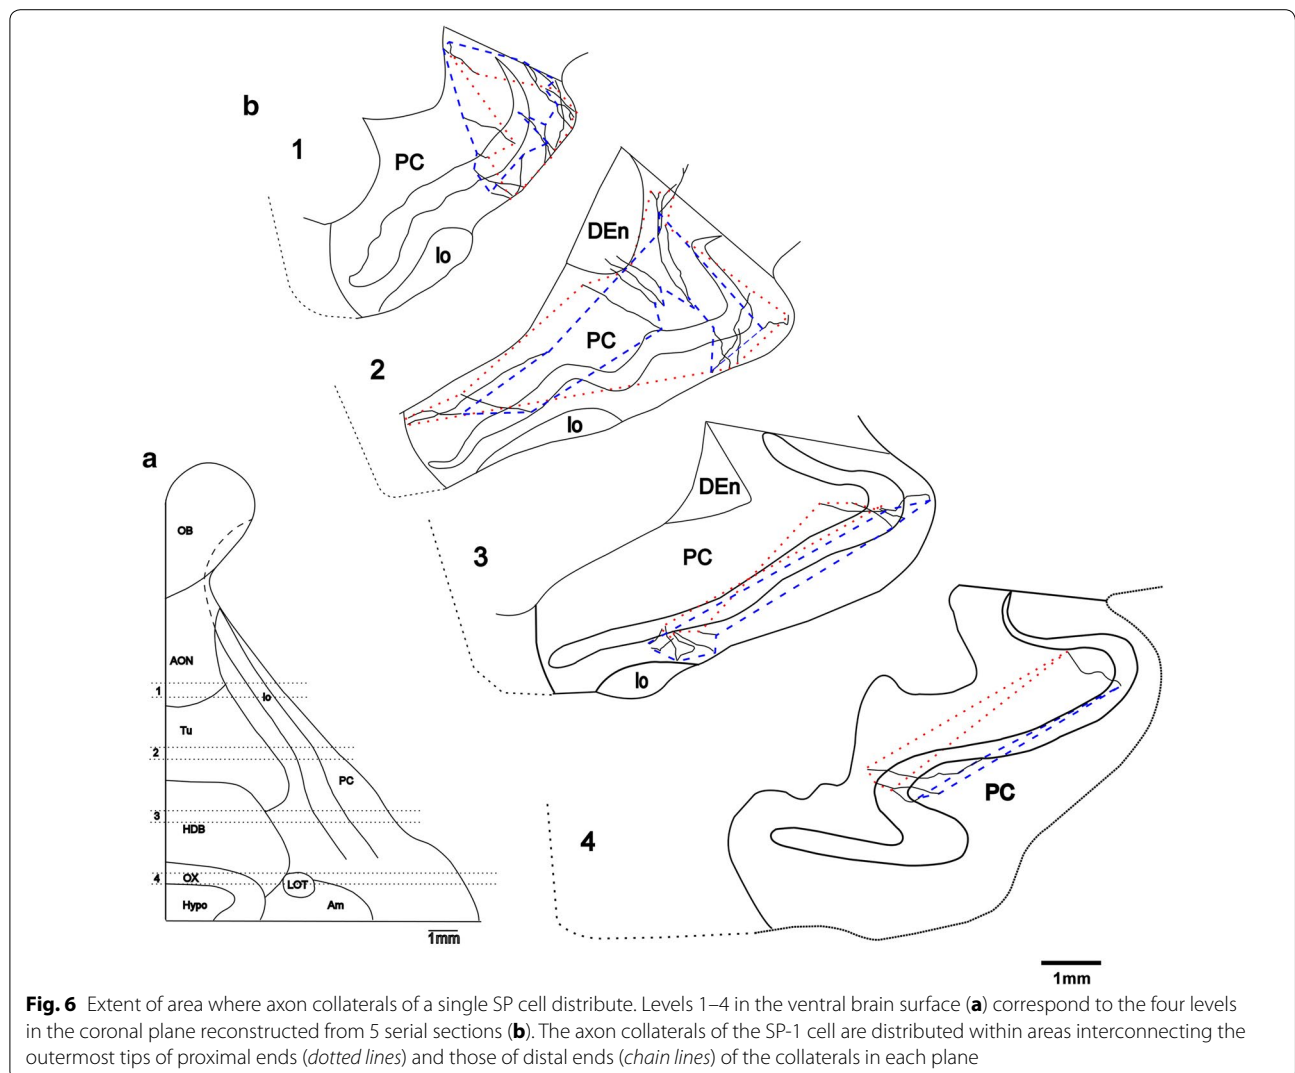 b
1
PC
lo
DEn
2
PC
lo
a
OB
AON
1
lo
Tu
2
PC
3
HDB
4
OX
LOT
Hypo
Am
1mm
DEn
3
PC
lo
4
PC
1mm
Fig. 6 Extent of area where axon collaterals of a single SP cell distribute. Levels 1–4 in the ventral brain surface (a) correspond to the four levels
in the coronal plane reconstructed from 5 serial sections (b). The axon collaterals of the SP-1 cell are distributed within areas interconnecting the
outermost tips of proximal ends (dotted lines) and those of distal ends (chain lines) of the collaterals in each plane